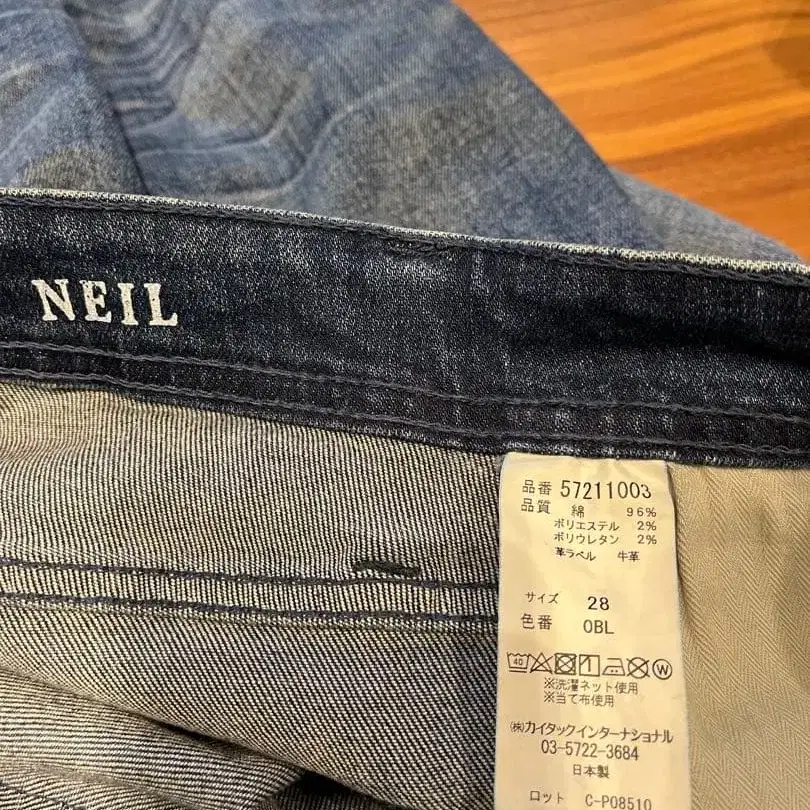 NEIL
品番 57211003
品質 綿 96%
ポリエステル 2%
ポリウレタン 2%
革ラベル 牛革
サイズ 28
色番 0BL
40 W
※洗濯ネット使用
※当て布使用
㈱カイタックインターナショナル
03-5722-3684
日本製
ロット C-P08510